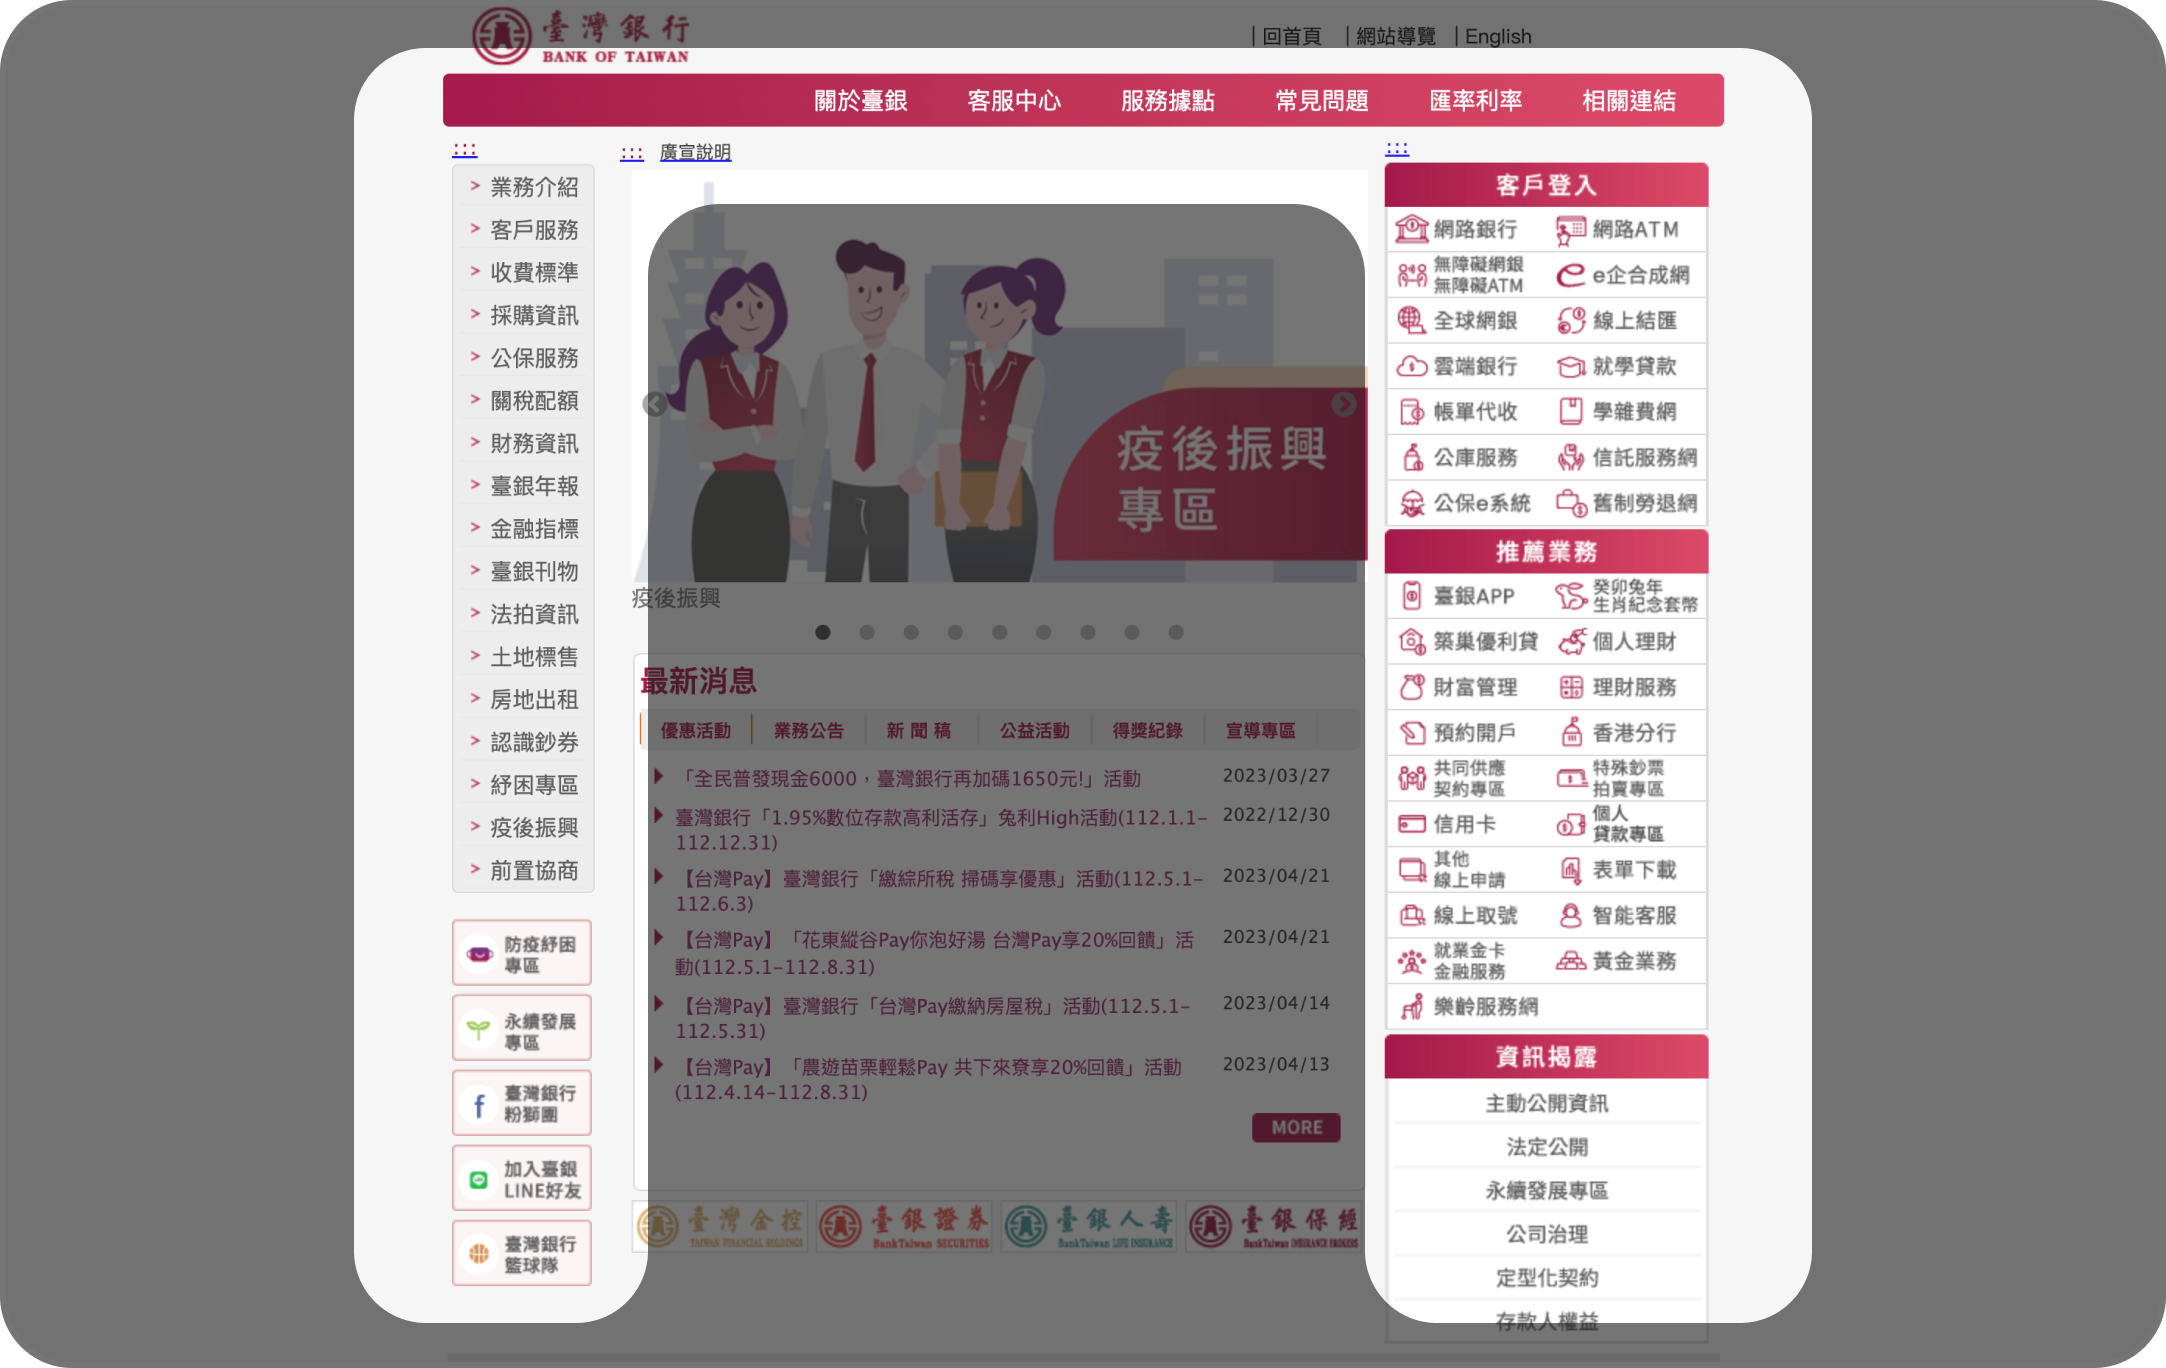 臺灣銀行
BANK OF TAIWAN
| 回首頁 | 網站導覽 | English
關於臺銀 客服中心 服務據點 常見問題 匯率利率 相關連結
:::
業務介紹
客戶服務
收費標準
採購資訊
公保服務
關稅配額
財務資訊
臺銀年報
金融指標
臺銀刊物
法拍資訊
土地標售
房地出租
認識鈔券
紓困專區
疫後振興
前置協商
防疫紓困
專區
永續發展
專區
臺灣銀行
粉獅團
加入臺銀
LINE好友
臺灣銀行
籃球隊
::: 廣宣說明
疫後振興
專區
疫後振興
最新消息
優惠活動 業務公告 新 聞 稿 公益活動 得獎紀錄 宣導專區
「全民普發現金6000，臺灣銀行再加碼1650元!」活動 2023/03/27
臺灣銀行「1.95%數位存款高利活存」兔利High活動(112.1.1- 2022/12/30
112.12.31)
【台灣Pay】臺灣銀行「繳綜所稅 掃碼享優惠」活動(112.5.1- 2023/04/21
112.6.3)
【台灣Pay】「花東縱谷Pay你泡好湯 台灣Pay享20%回饋」活 2023/04/21
動(112.5.1-112.8.31)
【台灣Pay】臺灣銀行「台灣Pay繳納房屋稅」活動(112.5.1- 2023/04/14
112.5.31)
【台灣Pay】「農遊苗栗輕鬆Pay 共下來尞享20%回饋」活動 2023/04/13
(112.4.14-112.8.31)
MORE
臺灣金控
TAIWAN FINANCIAL HOLDINGS
臺銀證券
BankTaiwan SECURITIES
臺銀人壽
BankTaiwan LIFE INSURANCE
臺銀保經
BankTaiwan INSURANCE BROKERS
:::
客戶登入
網路銀行 網路ATM
無障礙網銀
無障礙ATM
e企合成網
全球網銀 線上結匯
雲端銀行 就學貸款
帳單代收 學雜費網
公庫服務 信託服務網
公保e系統 舊制勞退網
推薦業務
臺銀APP
癸卯兔年
生肖紀念套幣
築巢優利貸 個人理財
財富管理 理財服務
預約開戶 香港分行
共同供應
契約專區
特殊鈔票
拍賣專區
信用卡
個人
貸款專區
其他
線上申請
表單下載
線上取號 智能客服
就業金卡
金融服務
黃金業務
樂齡服務網
資訊揭露
主動公開資訊
法定公開
永續發展專區
公司治理
定型化契約
存款人權益